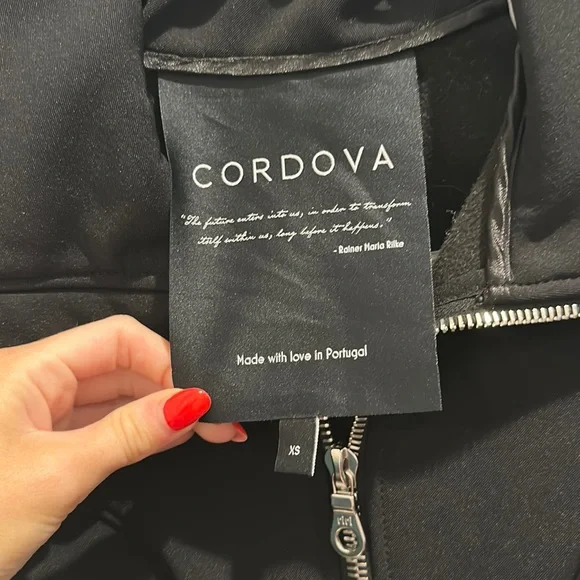 CORDOVA
"The future enters into us, in order to transform
itself within us, long before it happens."
- Rainer Maria Rilke
Made with love in Portugal
XS